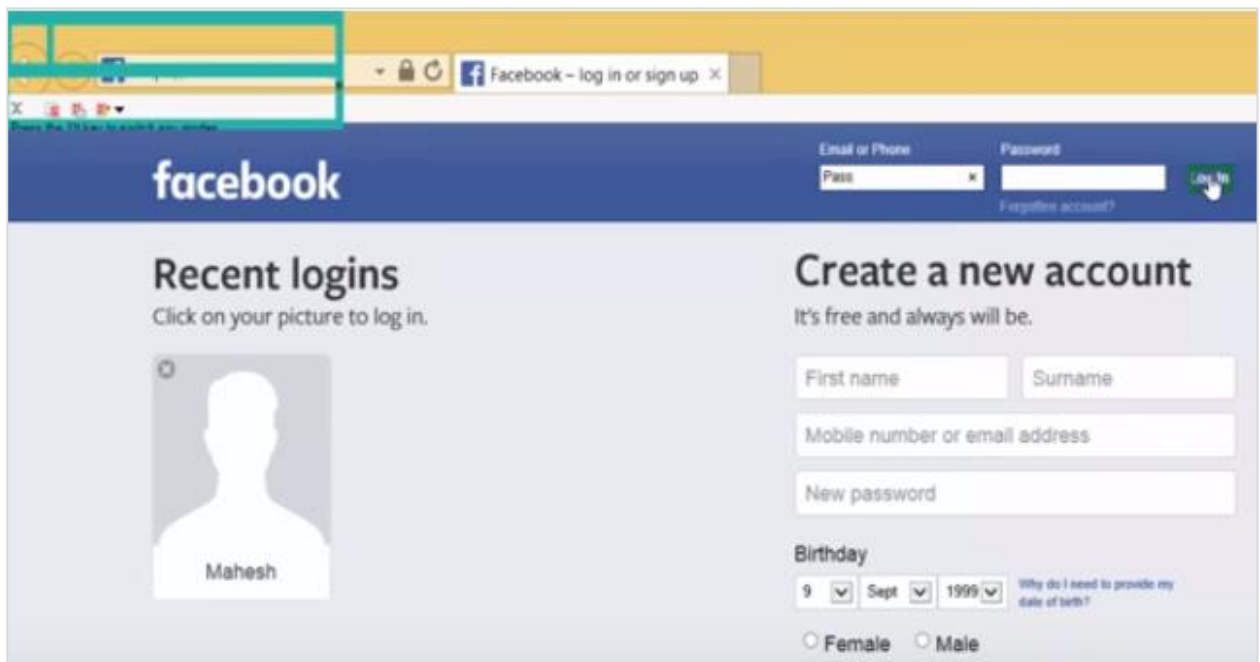 Facebook – log in or sign up ×
Email or Phone Password
facebook
Pass × Log In
Forgotten account?
Recent logins
Click on your picture to log in.
Create a new account
It's free and always will be.
First name Surname
Mobile number or email address
New password
Mahesh
Birthday
9 Sept 1999 Why do I need to provide my
date of birth?
Female Male